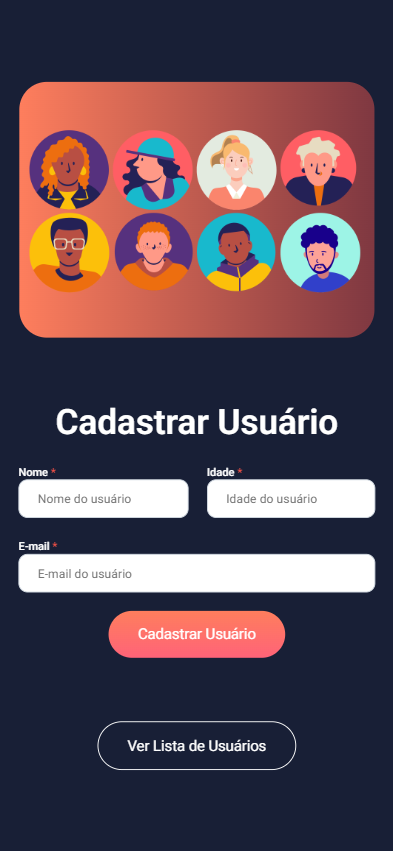 Cadastrar Usuário
Nome * Idade *
Nome do usuário Idade do usuário
E-mail *
E-mail do usuário
Cadastrar Usuário
Ver Lista de Usuários